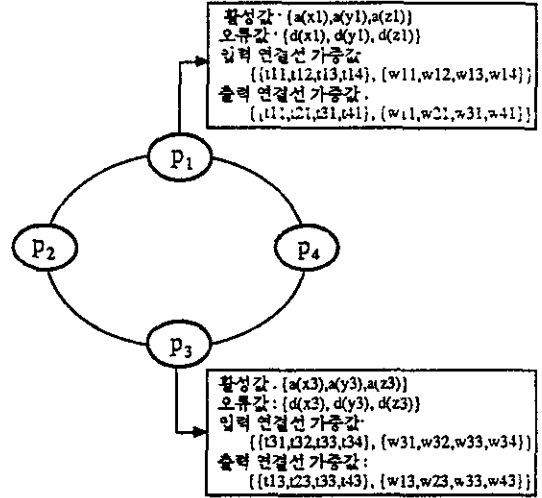 활성값 : {a(x1),a(y1),a(z1)}
오류값 : {d(x1), d(y1), d(z1)}
입력 연결선 가중값
{{t11,t12,t13,t14}, {w11,w12,w13,w14}}
출력 연결선 가중값 :
{{t11,t21,t31,t41}, {w11,w21,w31,w41}}
p1
p2
p4
p3
활성값 : {a(x3),a(y3),a(z3)}
오류값 : {d(x3), d(y3), d(z3)}
입력 연결선 가중값
{{t31,t32,t33,t34}, {w31,w32,w33,w34}}
출력 연결선 가중값 :
{{t13,t23,t33,t43}, {w13,w23,w33,w43}}